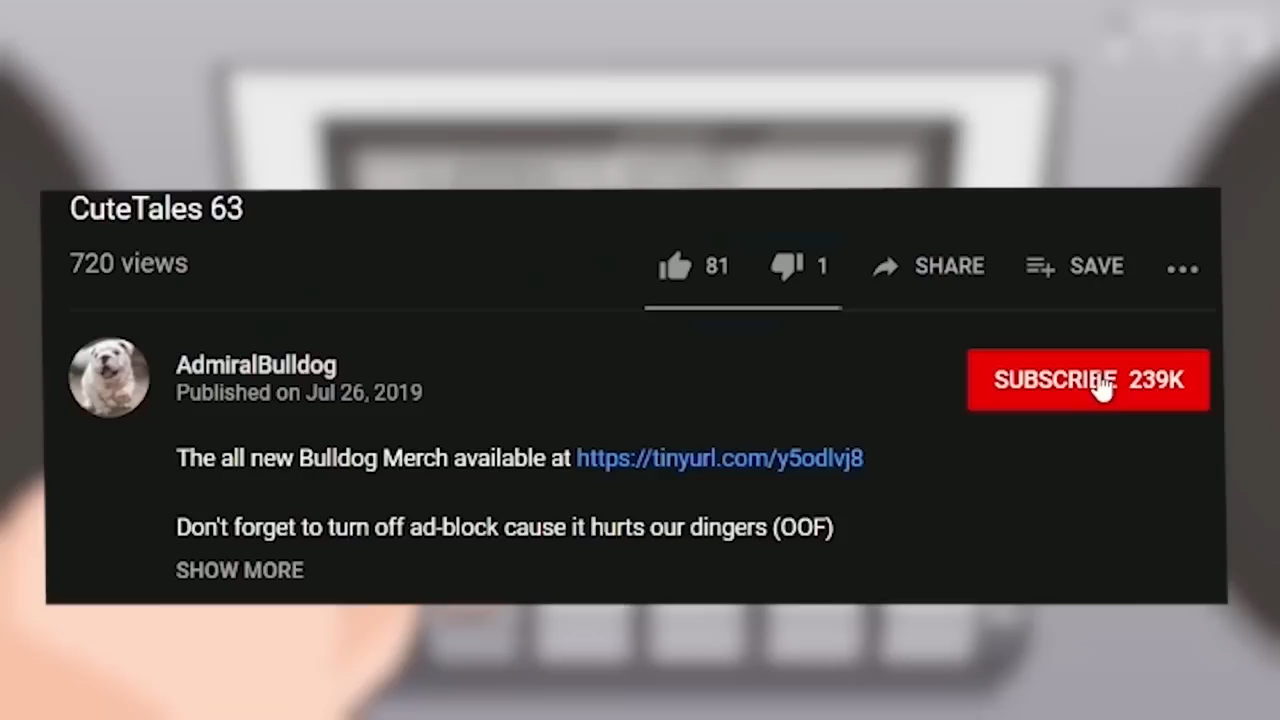 CuteTales 63
720 views
81
1
SHARE
SAVE
AdmiralBulldog
Published on Jul 26, 2019
SUBSCRIBE 239K
The all new Bulldog Merch available at https://tinyurl.com/y5odlvj8
Don't forget to turn off ad-block cause it hurts our dingers (OOF)
SHOW MORE